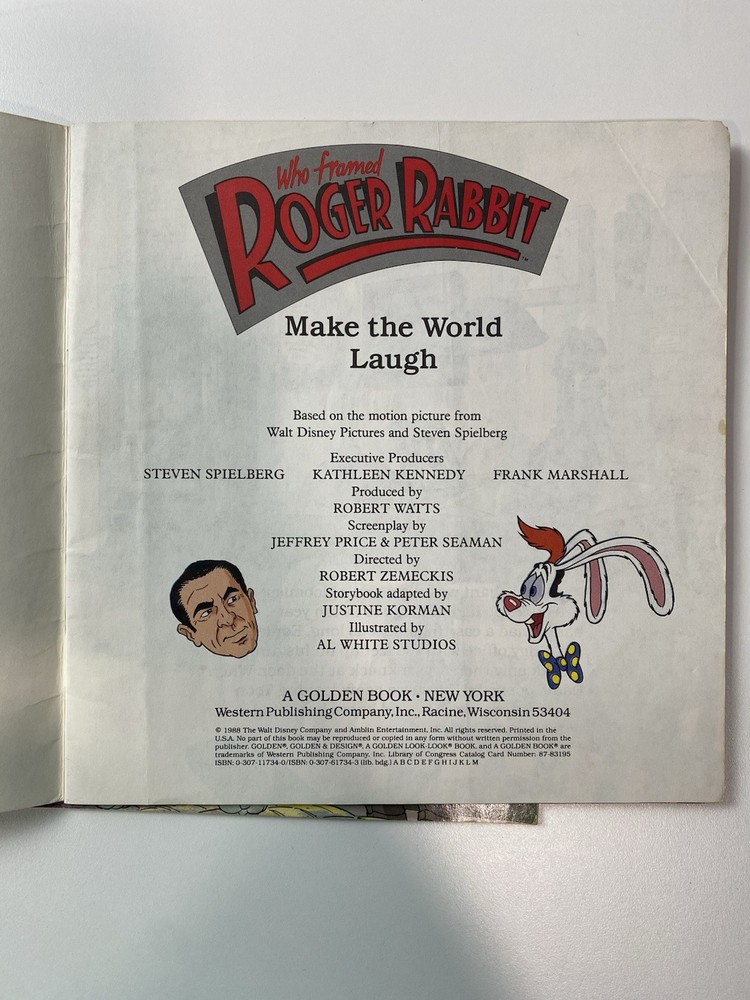 Who framed
ROGER RABBIT™
Make the World
Laugh
Based on the motion picture from
Walt Disney Pictures and Steven Spielberg
Executive Producers
STEVEN SPIELBERG KATHLEEN KENNEDY FRANK MARSHALL
Produced by
ROBERT WATTS
Screenplay by
JEFFREY PRICE & PETER SEAMAN
Directed by
ROBERT ZEMECKIS
Storybook adapted by
JUSTINE KORMAN
Illustrated by
AL WHITE STUDIOS
A GOLDEN BOOK • NEW YORK
Western Publishing Company, Inc., Racine, Wisconsin 53404
© 1988 The Walt Disney Company and Amblin Entertainment, Inc. All rights reserved. Printed in the
U.S.A. No part of this book may be reproduced or copied in any form without written permission from the
publisher. GOLDEN®, GOLDEN & DESIGN®, A GOLDEN LOOK-LOOK® BOOK, and A GOLDEN BOOK® are
trademarks of Western Publishing Company, Inc. Library of Congress Catalog Card Number: 87-83195
ISBN: 0-307-11734-0/ISBN: 0-307-61734-3 (lib. bdg.) A B C D E F G H I J K L M